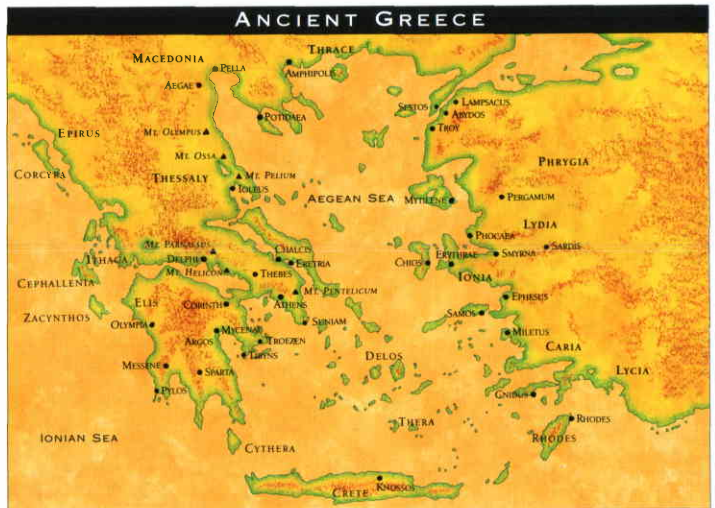 ANCIENT GREECE
THRACE
MACEDONIA
PELLA
AMPHIPOLIS
AEGAE
SESTOS
LAMPSACUS
ABYDOS
POTIDAEA
TROY
EPIRUS
MT. OLYMPUS
MT. OSSA
PHRYGIA
CORCYRA
THESSALY
MT. PELIUM
IOLEUS
AEGEAN SEA
MYTILENE
PERGAMUM
LYDIA
PHOCAEA
MT. PARNASSUS
CHALCIS
SARDIS
ITHACA
DELPHI
ERETRIA
CHIOS
ERYTHRAE
SMYRNA
MT. HELICON
THEBES
IONIA
CEPHALLENIA
MT. PENTELICUM
ELIS
CORINTH
ATHENS
EPHESUS
ZACYNTHOS
SAMOS
OLYMPIA
MYCENAE
SUNIAM
MILETUS
ARGOS
TROEZEN
TIRYNS
DELOS
CARIA
MESSENE
SPARTA
LYCIA
PYLOS
CNIDUS
THERA
RHODES
IONIAN SEA
RHODES
CYTHERA
KNOSSOS
CRETE